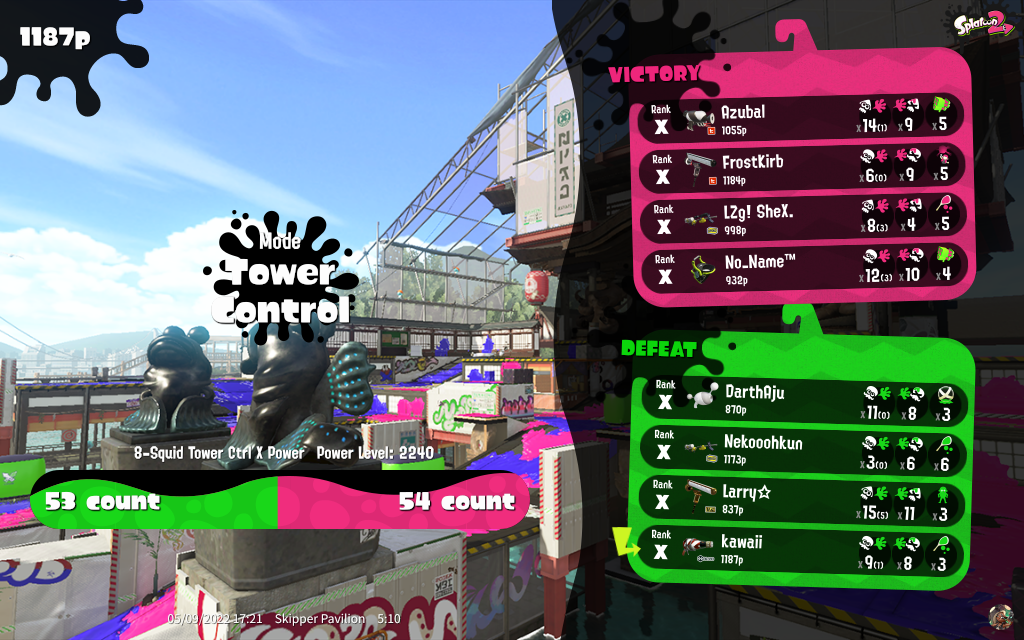 1187p
Splatoon 2
VICTORY
Rank X Azubal 1055p x14(1) x9 x5
Rank X FrostKirb 1184p x6(0) x9 x5
Rank X LZg! SheX. 998p x8(3) x4 x5
Rank X No_Name™ 932p x12(3) x10 x4
Mode
Tower
Control
8-Squid Tower Ctrl X Power Power Level: 2240
53 count 54 count
DEFEAT
Rank X DarthAju 870p x11(0) x8 x3
Rank X Nekooohkun 1173p x3(0) x6 x6
Rank X Larry☆ 837p x15(5) x11 x3
Rank X kawaii 1187p x9(1) x8 x3
05/09/2022 17:21 Skipper Pavilion 5:10